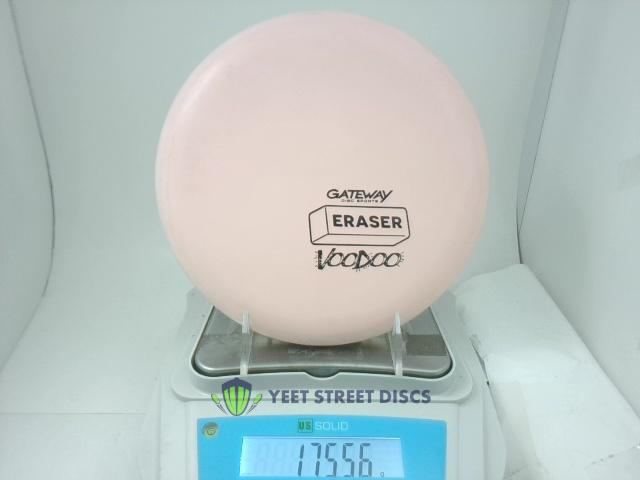 GATEWAY
DISC SPORTS
ERASER
VOODOO
YEET STREET DISCS
US SOLID
175.56 g